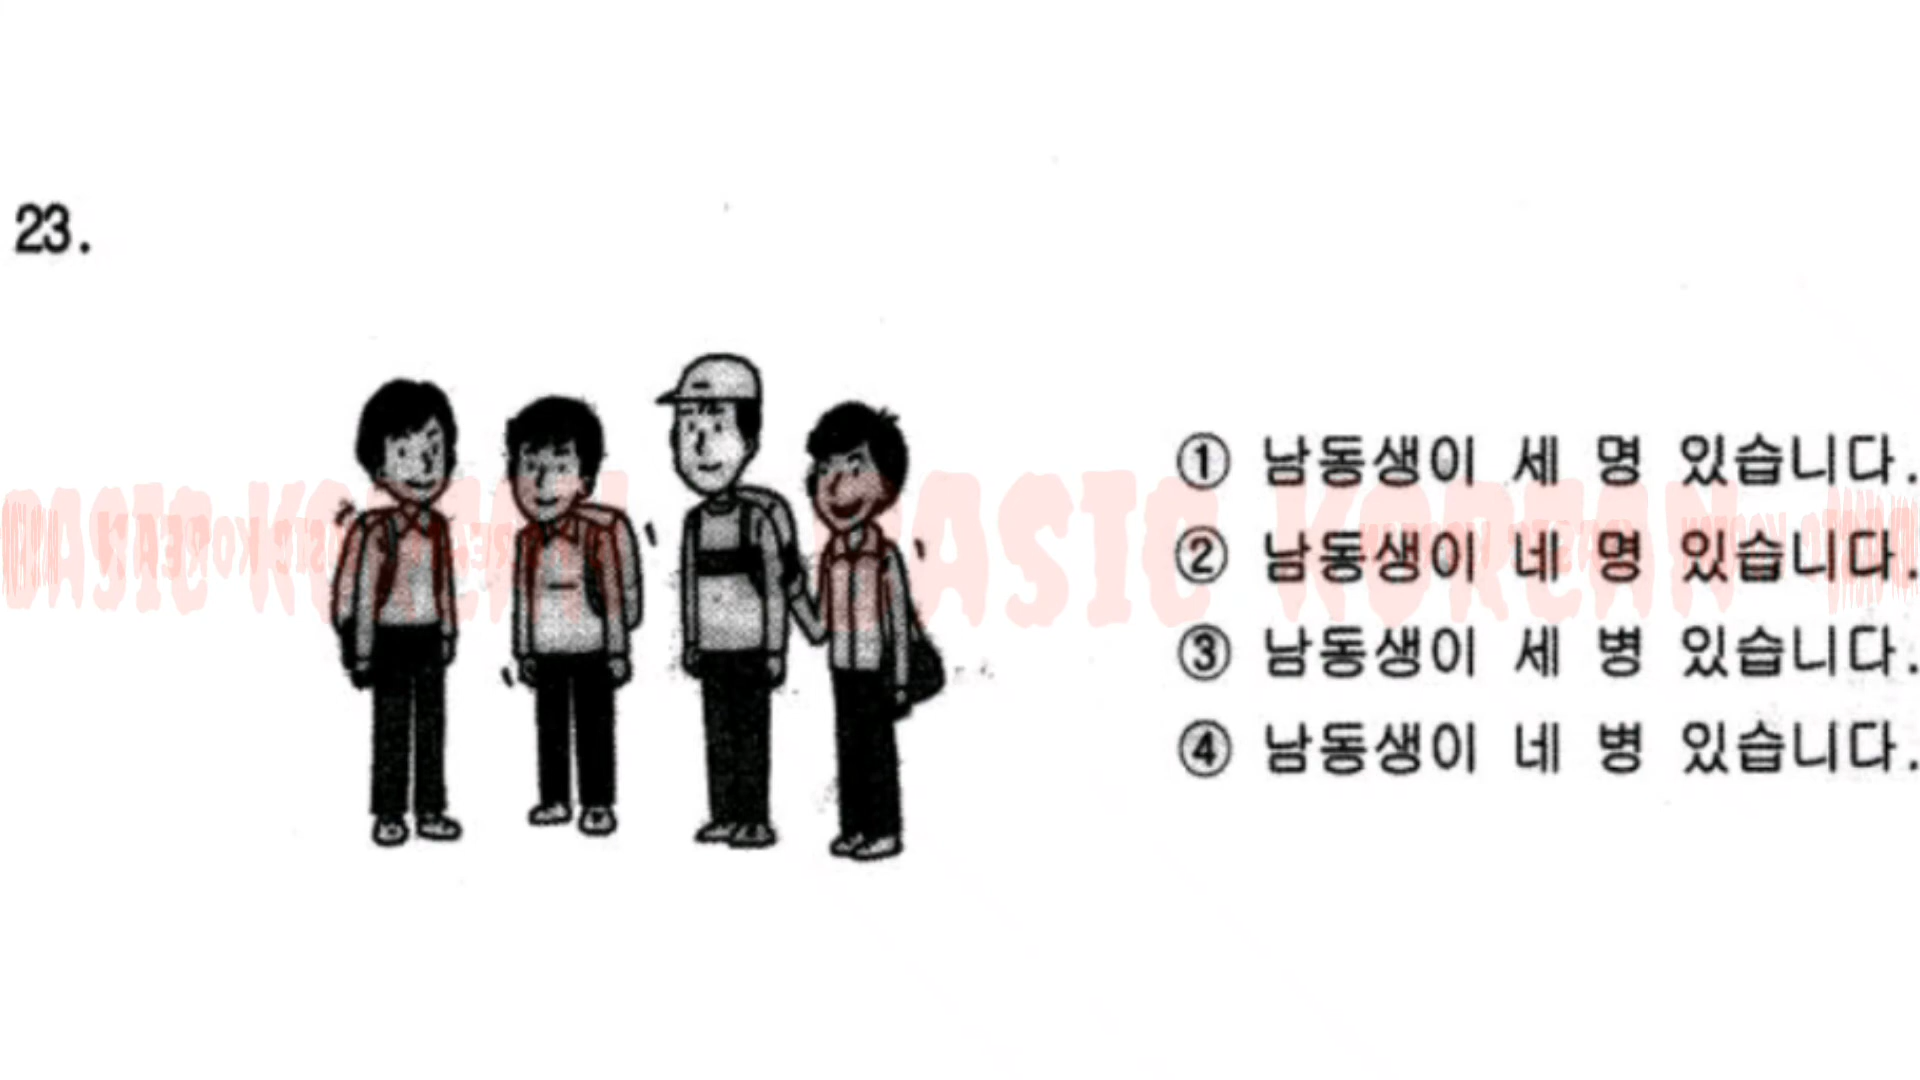 23.
① 남동생이 세 명 있습니다.
② 남동생이 네 명 있습니다.
③ 남동생이 세 병 있습니다.
④ 남동생이 네 병 있습니다.
BASIC KOREAN BASIC KOREAN